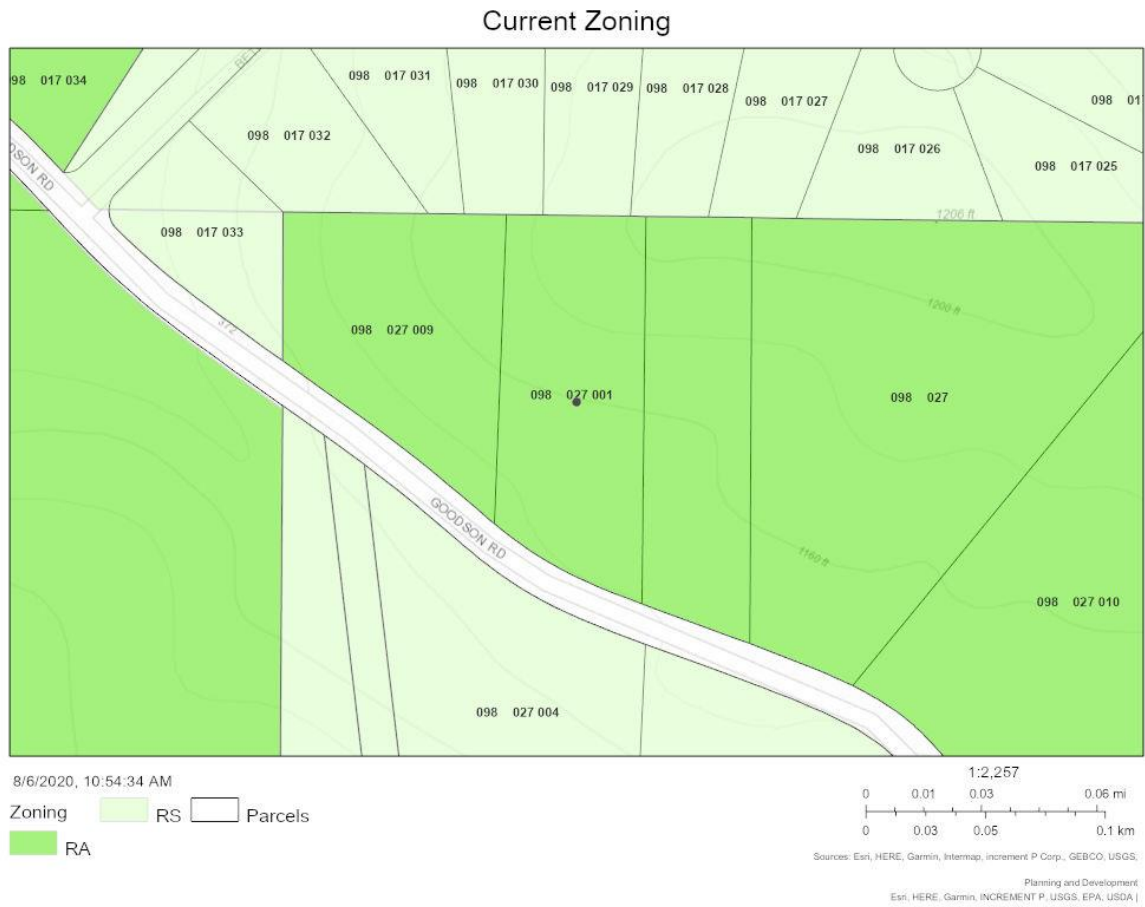 Current Zoning
98 017 034
098 017 031
098 017 030
098 017 029
098 017 028
098 017 027
098 01
098 017 032
098 017 026
098 017 025
DSON RD
098 017 033
1206 ft
1200 ft
372
098 027 009
098 027 001
098 027
GOODSON RD
1160 ft
098 027 010
098 027 004
8/6/2020, 10:54:34 AM
Zoning RS Parcels
RA
1:2,257
0 0.01 0.03 0.06 mi
0 0.03 0.05 0.1 km
Sources: Esri, HERE, Garmin, Intermap, increment P Corp., GEBCO, USGS,
Planning and Development
Esri, HERE, Garmin, INCREMENT P, USGS, EPA, USDA |